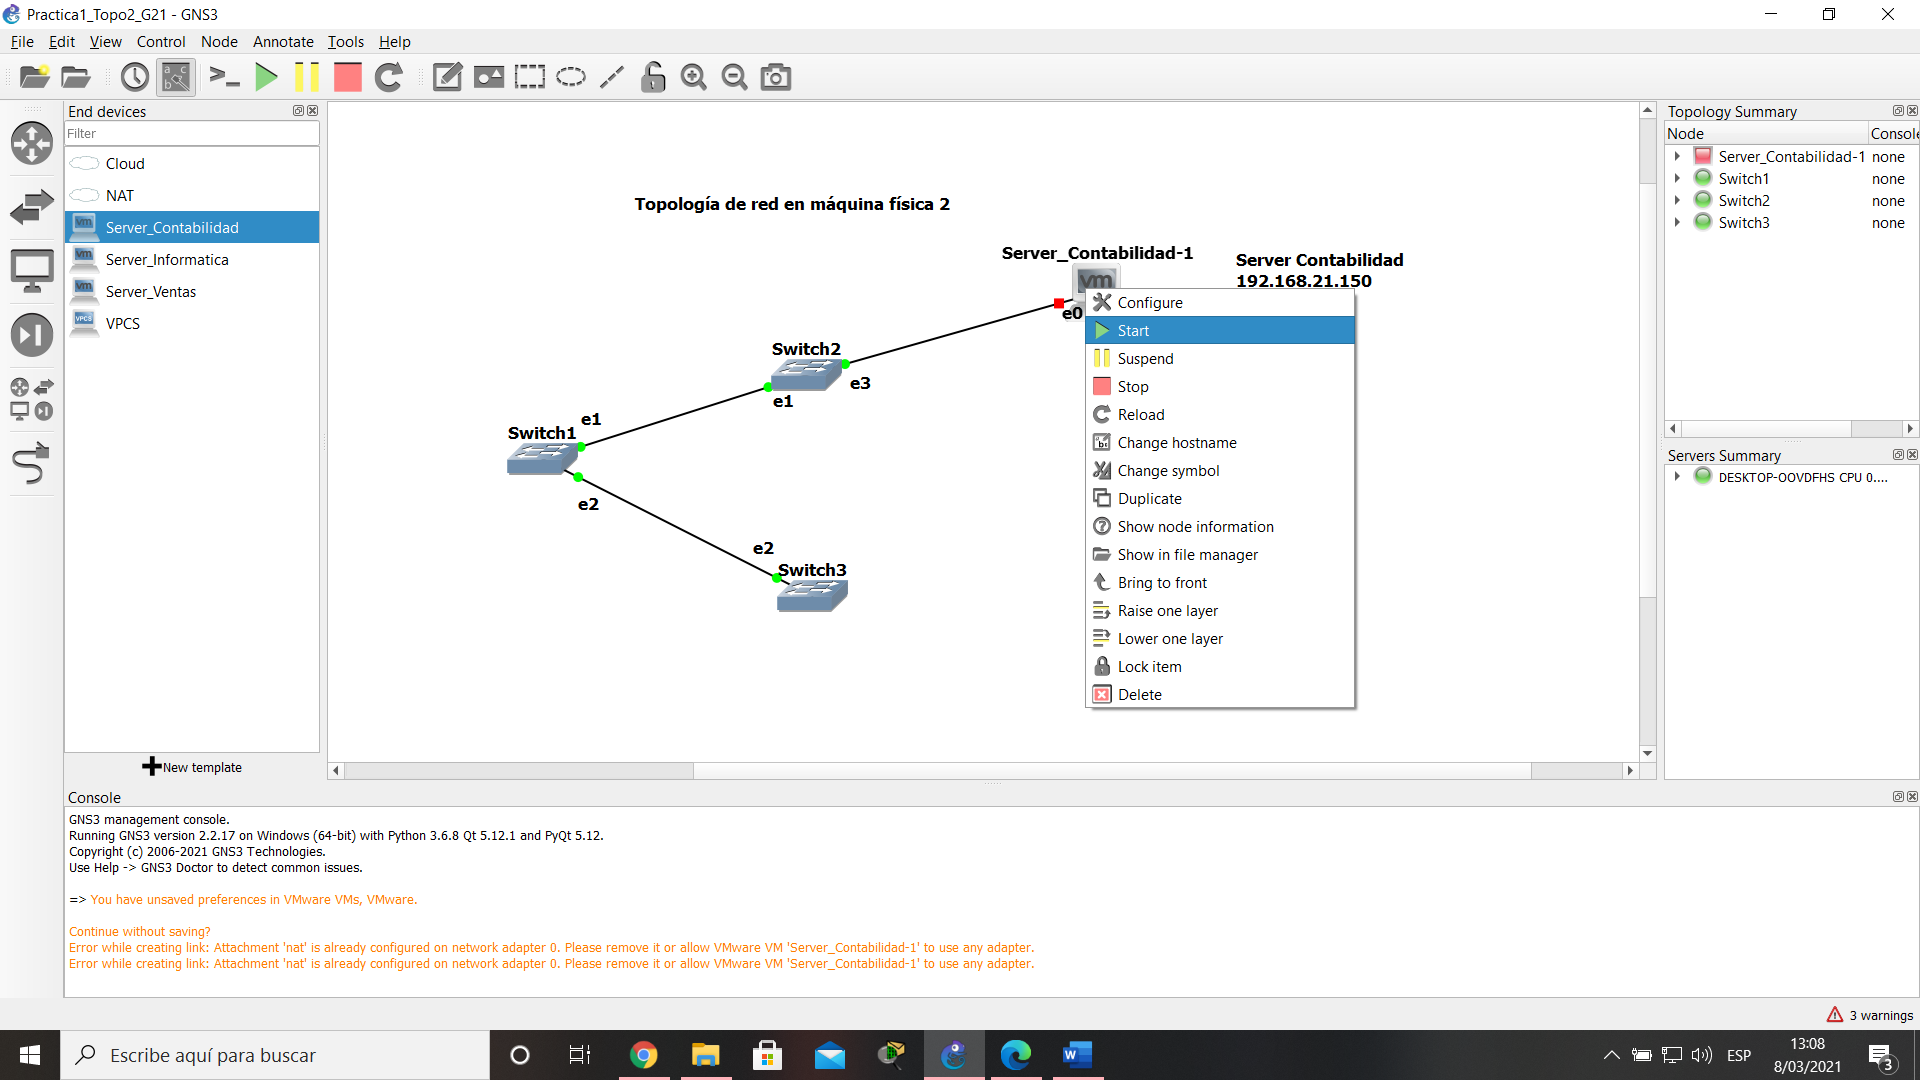 Practica1_Topo2_G21 - GNS3
File Edit View Control Node Annotate Tools Help
End devices
Filter
Cloud
NAT
Server_Contabilidad
Server_Informatica
Server_Ventas
VPCS
New template
Topología de red en máquina física 2
Server_Contabilidad-1
Server Contabilidad
192.168.21.150
e0
Switch2
e3
e1
e1
Switch1
e2
e2
Switch3
Configure
Start
Suspend
Stop
Reload
Change hostname
Change symbol
Duplicate
Show node information
Show in file manager
Bring to front
Raise one layer
Lower one layer
Lock item
Delete
Topology Summary
Node Console
Server_Contabilidad-1 none
Switch1 none
Switch2 none
Switch3 none
Servers Summary
DESKTOP-OOVDFHS CPU 0....
Console
GNS3 management console.
Running GNS3 version 2.2.17 on Windows (64-bit) with Python 3.6.8 Qt 5.12.1 and PyQt 5.12.
Copyright (c) 2006-2021 GNS3 Technologies.
Use Help -> GNS3 Doctor to detect common issues.
=> You have unsaved preferences in VMware VMs, VMware.
Continue without saving?
Error while creating link: Attachment 'nat' is already configured on network adapter 0. Please remove it or allow VMware VM 'Server_Contabilidad-1' to use any adapter.
Error while creating link: Attachment 'nat' is already configured on network adapter 0. Please remove it or allow VMware VM 'Server_Contabilidad-1' to use any adapter.
3 warnings
Escribe aquí para buscar
ESP
13:08
8/03/2021
3